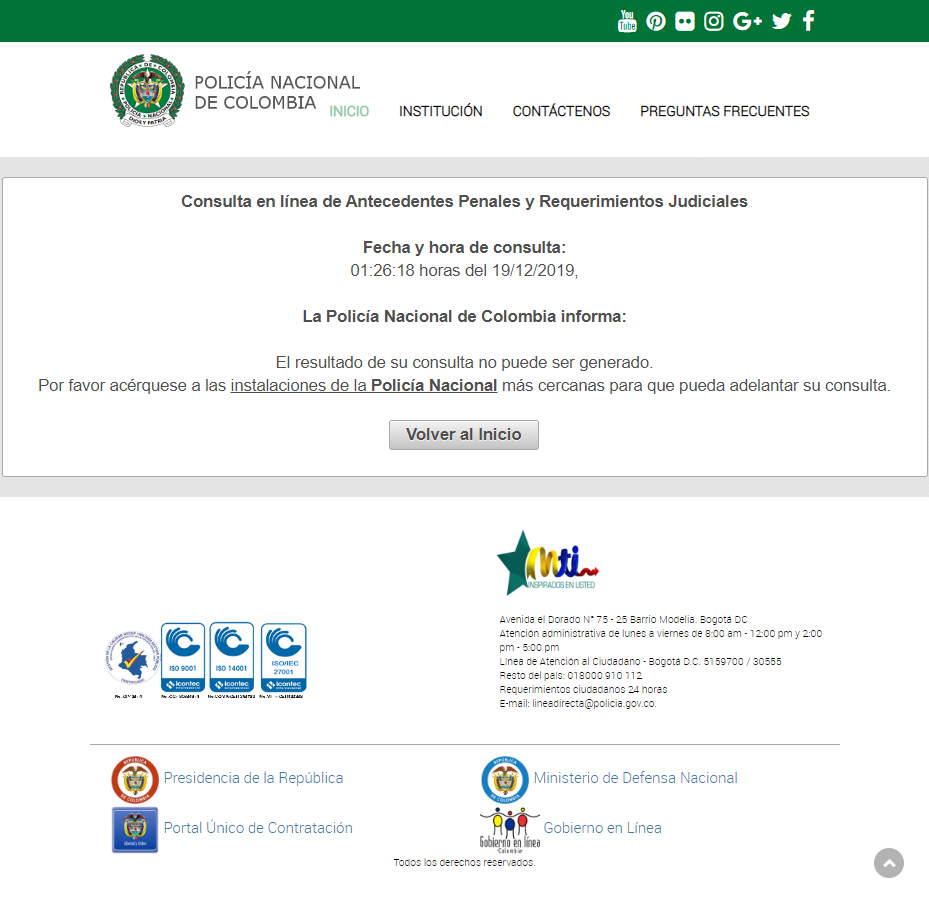 You
Tube
POLICÍA NACIONAL
DE COLOMBIA
INICIO INSTITUCIÓN CONTÁCTENOS PREGUNTAS FRECUENTES
Consulta en línea de Antecedentes Penales y Requerimientos Judiciales
Fecha y hora de consulta:
01:26:18 horas del 19/12/2019,
La Policía Nacional de Colombia informa:
El resultado de su consulta no puede ser generado.
Por favor acérquese a las instalaciones de la Policía Nacional más cercanas para que pueda adelantar su consulta.
Volver al Inicio
nti
INSPIRADOS EN USTED
Avenida el Dorado N° 75 - 25 Barrio Modelia. Bogotá DC
Atención administrativa de lunes a viernes de 8:00 am - 12:00 pm y 2:00
pm - 5:00 pm
Línea de Atención al Ciudadano - Bogotá D.C. 5159700 / 30555
Resto del país: 018000 910 112
Requerimientos ciudadanos 24 horas
E-mail: lineadirecta@policia.gov.co.
ISO 9001
icontec
ISO 14001
icontec
ISO/IEC
27001
icontec
Presidencia de la República
Ministerio de Defensa Nacional
Portal Único de Contratación
Gobierno en línea
Colombia
Gobierno en Línea
Todos los derechos reservados.